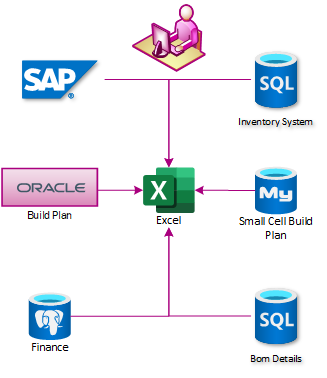 SAP
®
SQL
Inventory System
ORACLE
Build Plan
X
Excel
My
Small Cell Build
Plan
Finance
SQL
Bom Details